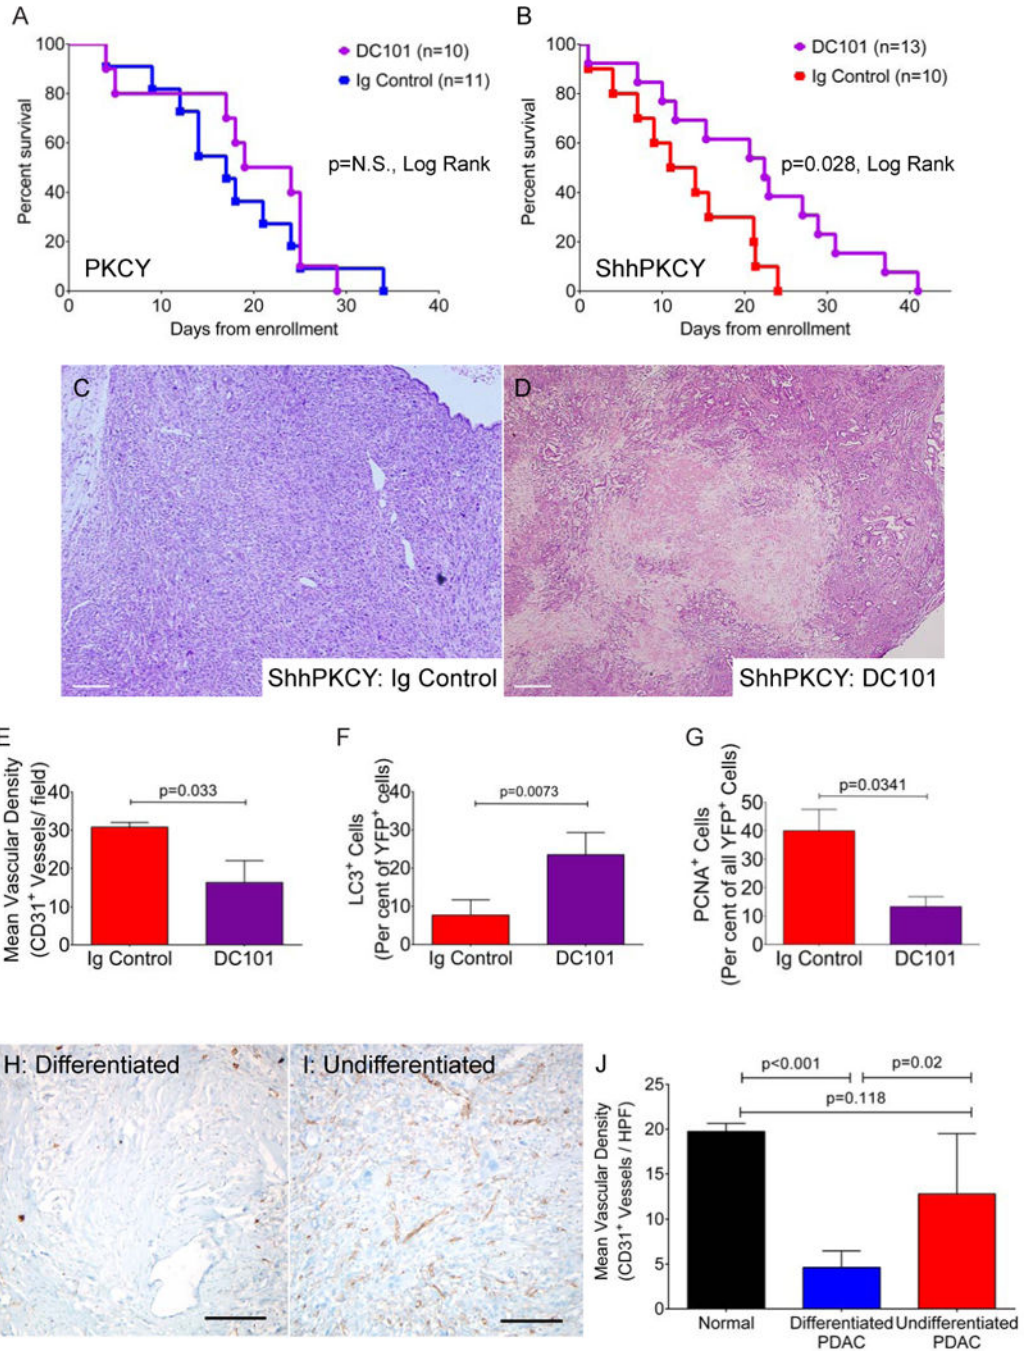 A
100
80
60
40
20
0
Percent survival
0 10 20 30 40
Days from enrollment
DC101 (n=10)
Ig Control (n=11)
p=N.S., Log Rank
PKCY
B
100
80
60
40
20
0
Percent survival
0 10 20 30 40
Days from enrollment
DC101 (n=13)
Ig Control (n=10)
p=0.028, Log Rank
ShhPKCY
C
ShhPKCY: Ig Control
D
ShhPKCY: DC101
E
Mean Vascular Density
(CD31+ Vessels/ field)
40
30
20
10
0
p=0.033
Ig Control DC101
F
LC3+ Cells
(Per cent of YFP+ cells)
40
30
20
10
0
p=0.0073
Ig Control DC101
G
PCNA+ Cells
(Per cent of all YFP+ Cells)
50
40
30
20
10
0
p=0.0341
Ig Control DC101
H: Differentiated
I: Undifferentiated
J
Mean Vascular Density
(CD31+ Vessels / HPF)
25
20
15
10
5
0
p<0.001
p=0.02
p=0.118
Normal
Differentiated
PDAC
Undifferentiated
PDAC